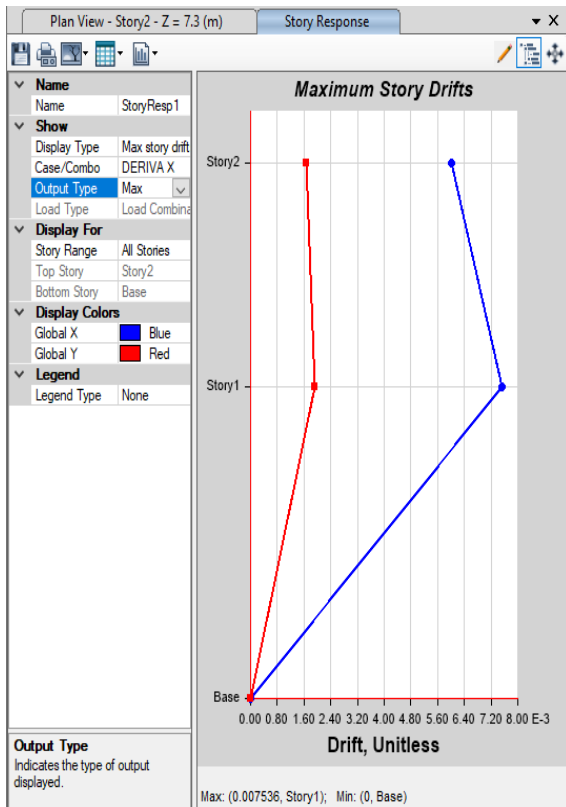 Plan View - Story2 - Z = 7.3 (m)
Story Response
Name
Name StoryResp1
Show
Display Type Max story drift
Case/Combo DERIVA X
Output Type Max
Load Type Load Combina
Display For
Story Range All Stories
Top Story Story2
Bottom Story Base
Display Colors
Global X Blue
Global Y Red
Legend
Legend Type None
Output Type
Indicates the type of output
displayed.
Maximum Story Drifts
Story2
Story1
Base
0.00 0.80 1.60 2.40 3.20 4.00 4.80 5.60 6.40 7.20 8.00 E-3
Drift, Unitless
Max: (0.007536, Story1); Min: (0, Base)